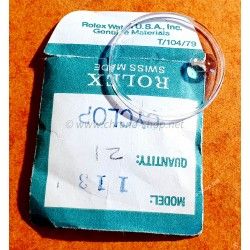 Rolex Watch U.S.A., Inc.
Genuine Materials
T/104/79
ROLEX
SWISS MADE
CYCLOP
21
QUANTITY:
113
MODEL: